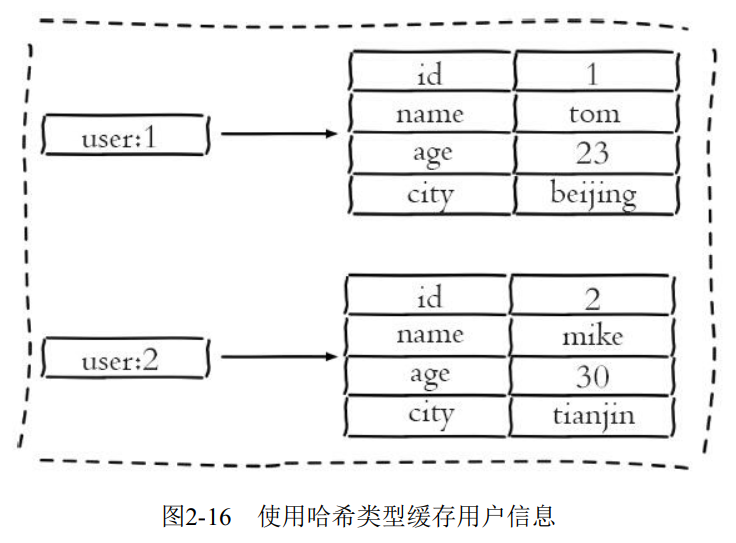 id 1
name tom
user:1
age 23
city beijing
id 2
name mike
user:2
age 30
city tianjin
图2-16 使用哈希类型缓存用户信息